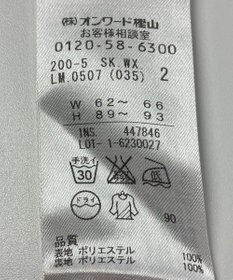 (株)オンワード樫山
お客様相談室
0120-58-6300
200-5 SK.WX
LM.0507 (035) 2
W 62〜 66
H 89〜 93
INS. 447846
LOT- 1-6230027
手洗イ
30
低
ドライ
90
品質
表地 ポリエステル 100%
裏地 ポリエステル 100%